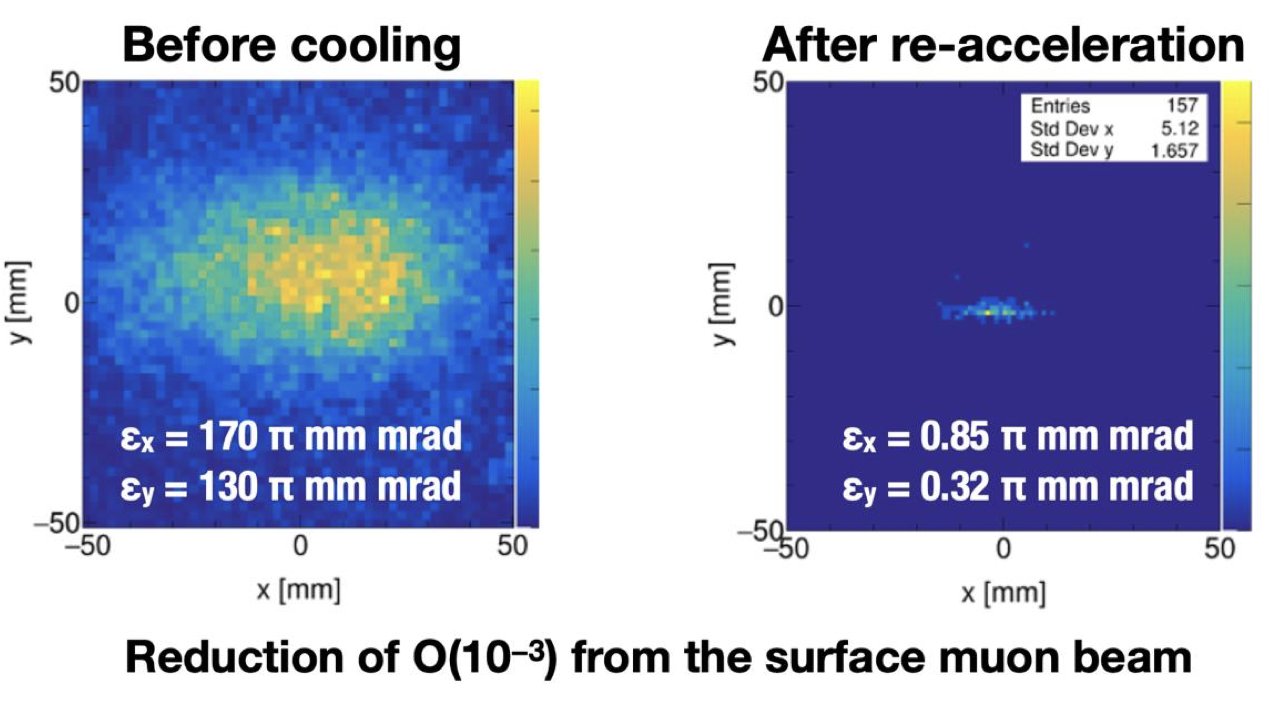 Before cooling
After re-acceleration
50
y [mm]
0
−50
−50 0 50
x [mm]
εx = 170 π mm mrad
εy = 130 π mm mrad
50
y [mm]
0
−50
−50 0 50
x [mm]
Entries 157
Std Dev x 5.12
Std Dev y 1.657
εx = 0.85 π mm mrad
εy = 0.32 π mm mrad
Reduction of O(10⁻³) from the surface muon beam